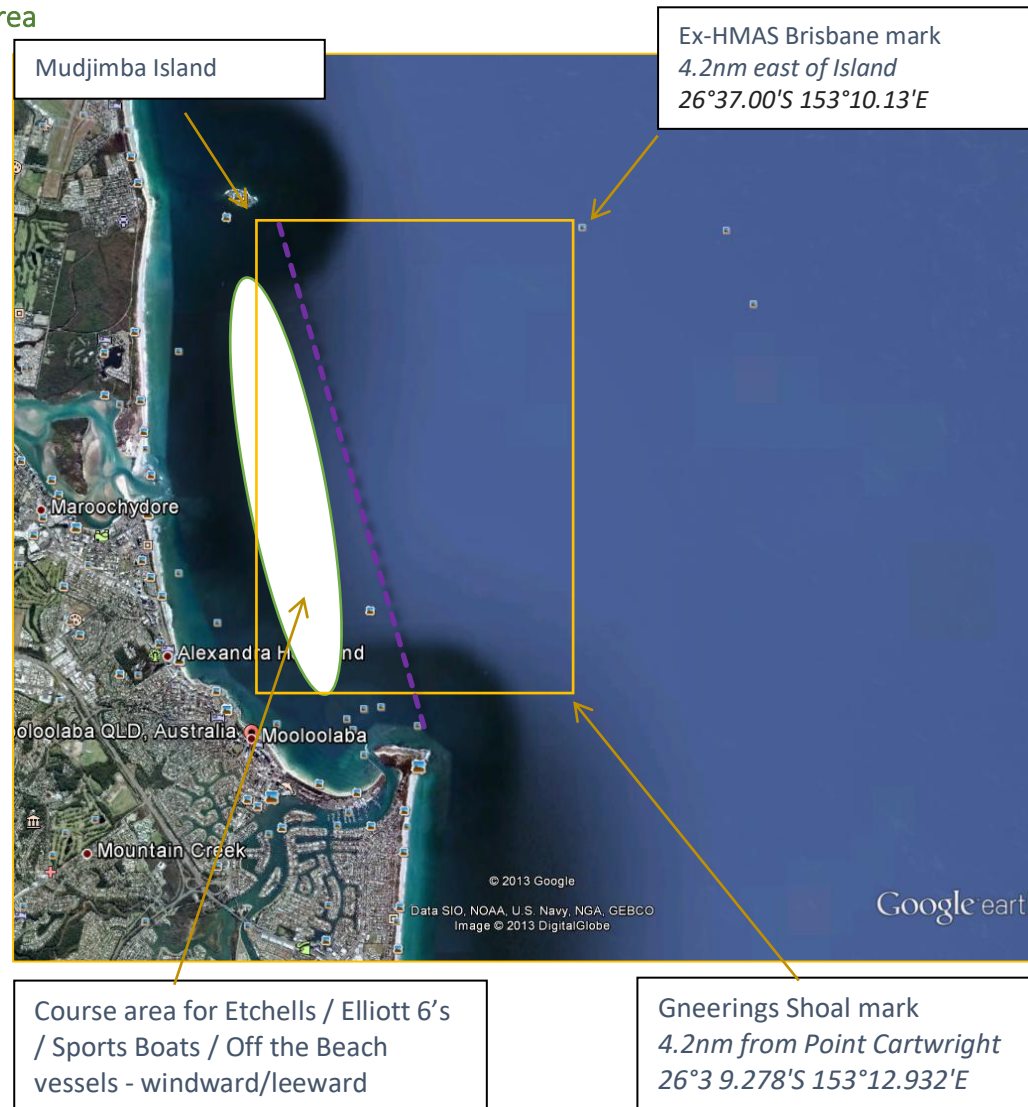 rea
Mudjimba Island
Ex-HMAS Brisbane mark
4.2nm east of Island
26°37.00'S 153°10.13'E
Maroochydore
Alexandra H nd
ooloolaba QLD, Australia
Mooloolaba
Mountain Creek
© 2013 Google
Data SIO, NOAA, U.S. Navy, NGA, GEBCO
Image © 2013 DigitalGlobe
Google eart
Course area for Etchells / Elliott 6's
/ Sports Boats / Off the Beach
vessels - windward/leeward
Gneerings Shoal mark
4.2nm from Point Cartwright
26°3 9.278'S 153°12.932'E